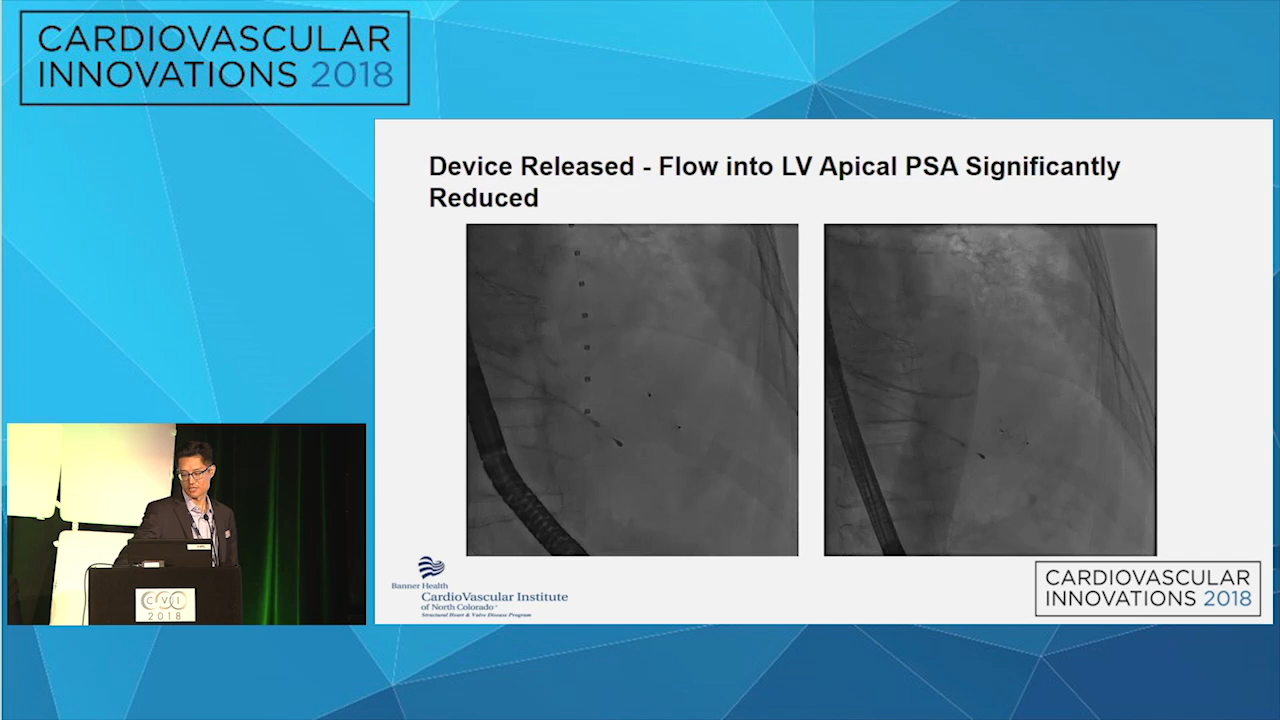 CARDIOVASCULAR
INNOVATIONS 2018
Device Released - Flow into LV Apical PSA Significantly
Reduced
Banner Health
CardioVascular Institute
of North Colorado
Structural Heart & Valve Disease Program
CARDIOVASCULAR
INNOVATIONS 2018
CVI
2018